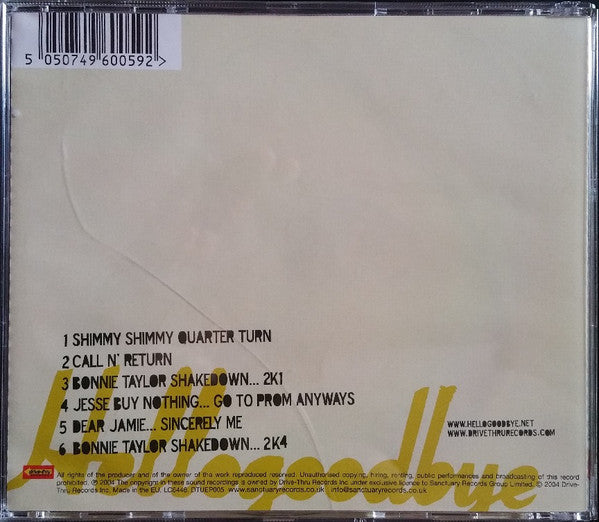 5 050749 600592 >
1 SHIMMY SHIMMY QUARTER TURN
2 CALL N' RETURN
3 BONNIE TAYLOR SHAKEDOWN... 2K1
4 JESSE BUY NOTHING... GO TO PROM ANYWAYS
5 DEAR JAMIE... SINCERELY ME
6 BONNIE TAYLOR SHAKEDOWN... 2K4
hellogoodbye
WWW.HELLOGOODBYE.NET
WWW.DRIVETHRURECORDS.COM
drive-thru
All rights of the producer and of the owner of the work reproduced reserved. Unauthorised copying, hiring, renting, public performances and broadcasting of this record
prohibited. ℗ 2004 The copyright in these sound recordings is owned by Drive-Thru Records Inc under exclusive licence to Sanctuary Records Group Limited. © 2004 Drive-
Thru Records Inc. Made in the EU. LC6448. DTUEP005. www.sanctuaryrecords.co.uk info@sanctuaryrecords.co.uk